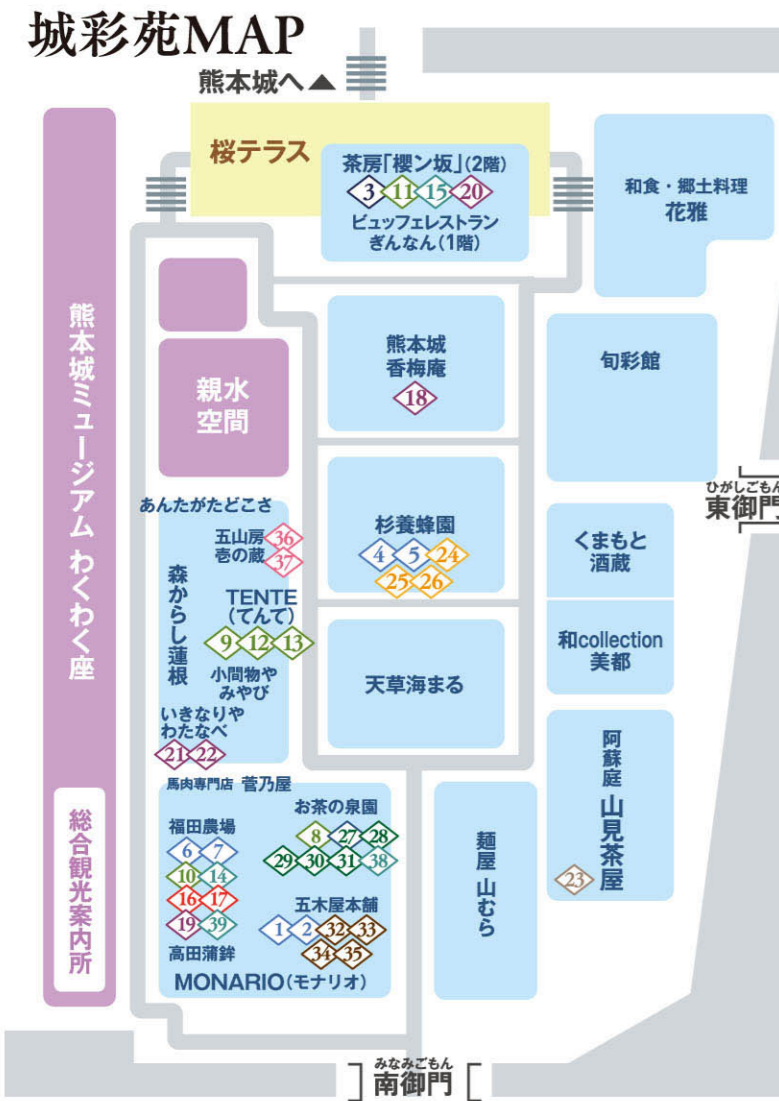 城彩苑MAP
熊本城へ▲
桜テラス
茶房「櫻ン坂」(2階)
3 11 15 20
ビュッフェレストラン
ぎんなん(1階)
和食・郷土料理
花雅
熊本城ミュージアム わくわく座
総合観光案内所
親水
空間
熊本城
香梅庵
18
旬彩館
ひがしごもん
東御門
あんたがたどこさ
五山房
壱の蔵
36
37
森からし蓮根
TENTE
(てんて)
9 12 13
小間物や
みやび
いきなりや
わたなべ
21 22
杉養蜂園
4 5 24
25 26
くまもと
酒蔵
和collection
美都
天草海まる
馬肉専門店 菅乃屋
福田農場
6 7
10 14
16 17
19 39
高田蒲鉾
お茶の泉園
8 27 28
29 30 31 38
五木屋本舗
1 2 32 33
34 35
MONARIO(モナリオ)
麺屋 山むら
阿蘇庭 山見茶屋
23
みなみごもん
南御門